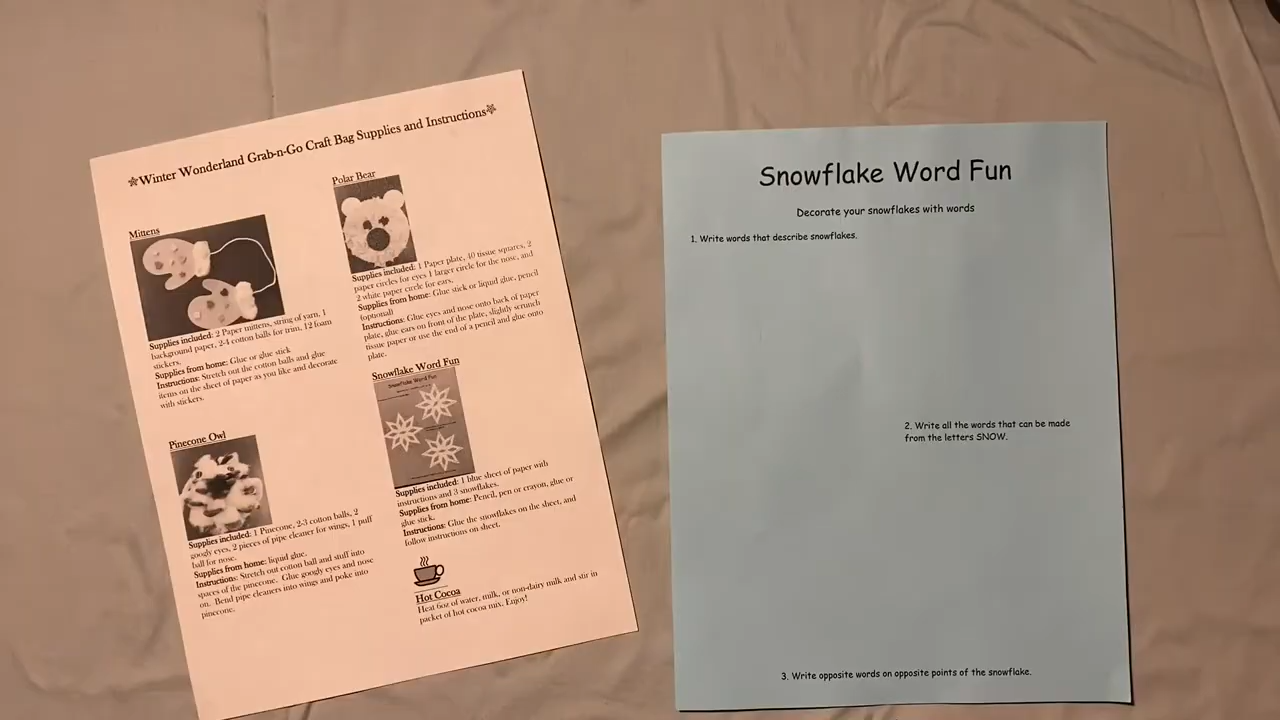 ❄Winter Wonderland Grab-n-Go Craft Bag Supplies and Instructions❄
Mittens
Supplies included: 2 Paper mittens, string of yarn, 1
background paper, 2-4 cotton balls for trim, 12 foam
stickers.
Supplies from home: Glue or glue stick
Instructions: Stretch out the cotton balls and glue
items on the sheet of paper as you like and decorate
with stickers.
Pinecone Owl
Supplies included: 1 Pinecone, 2-3 cotton balls, 2
googly eyes, 2 pieces of pipe cleaner for wings, 1 puff
ball for nose.
Supplies from home: liquid glue.
Instructions: Stretch out cotton ball and stuff into
spaces of the pinecone. Glue googly eyes and nose
on. Bend pipe cleaners into wings and poke into
pinecone.
Polar Bear
Supplies included: 1 Paper plate, 40 tissue squares, 2
paper circles for eyes 1 larger circle for the nose, and
2 white paper circle for ears.
Supplies from home: Glue stick or liquid glue, pencil
(optional)
Instructions: Glue eyes and nose onto back of paper
plate, glue ears on front of the plate, slightly scrunch
tissue paper or use the end of a pencil and glue onto
plate.
Snowflake Word Fun
Snowflake Word Fun
Supplies included: 1 blue sheet of paper with
instructions and 3 snowflakes.
Supplies from home: Pencil, pen or crayon, glue or
glue stick.
Instructions: Glue the snowflakes on the sheet, and
follow instructions on sheet.
Hot Cocoa
Heat 6oz of water, milk, or non-dairy milk and stir in
packet of hot cocoa mix. Enjoy!
Snowflake Word Fun
Decorate your snowflakes with words
1. Write words that describe snowflakes.
2. Write all the words that can be made
from the letters SNOW.
3. Write opposite words on opposite points of the snowflake.